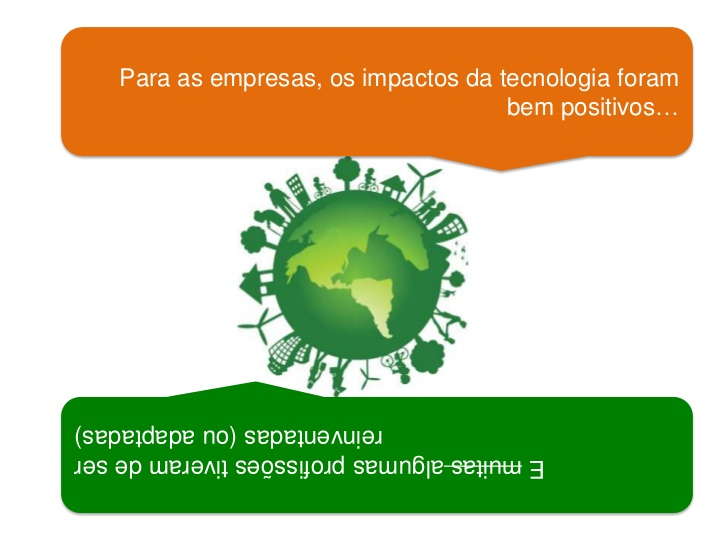 Para as empresas, os impactos da tecnologia foram
bem positivos…
E muitas algumas profissões tiveram de ser
reinventadas (ou adaptadas)